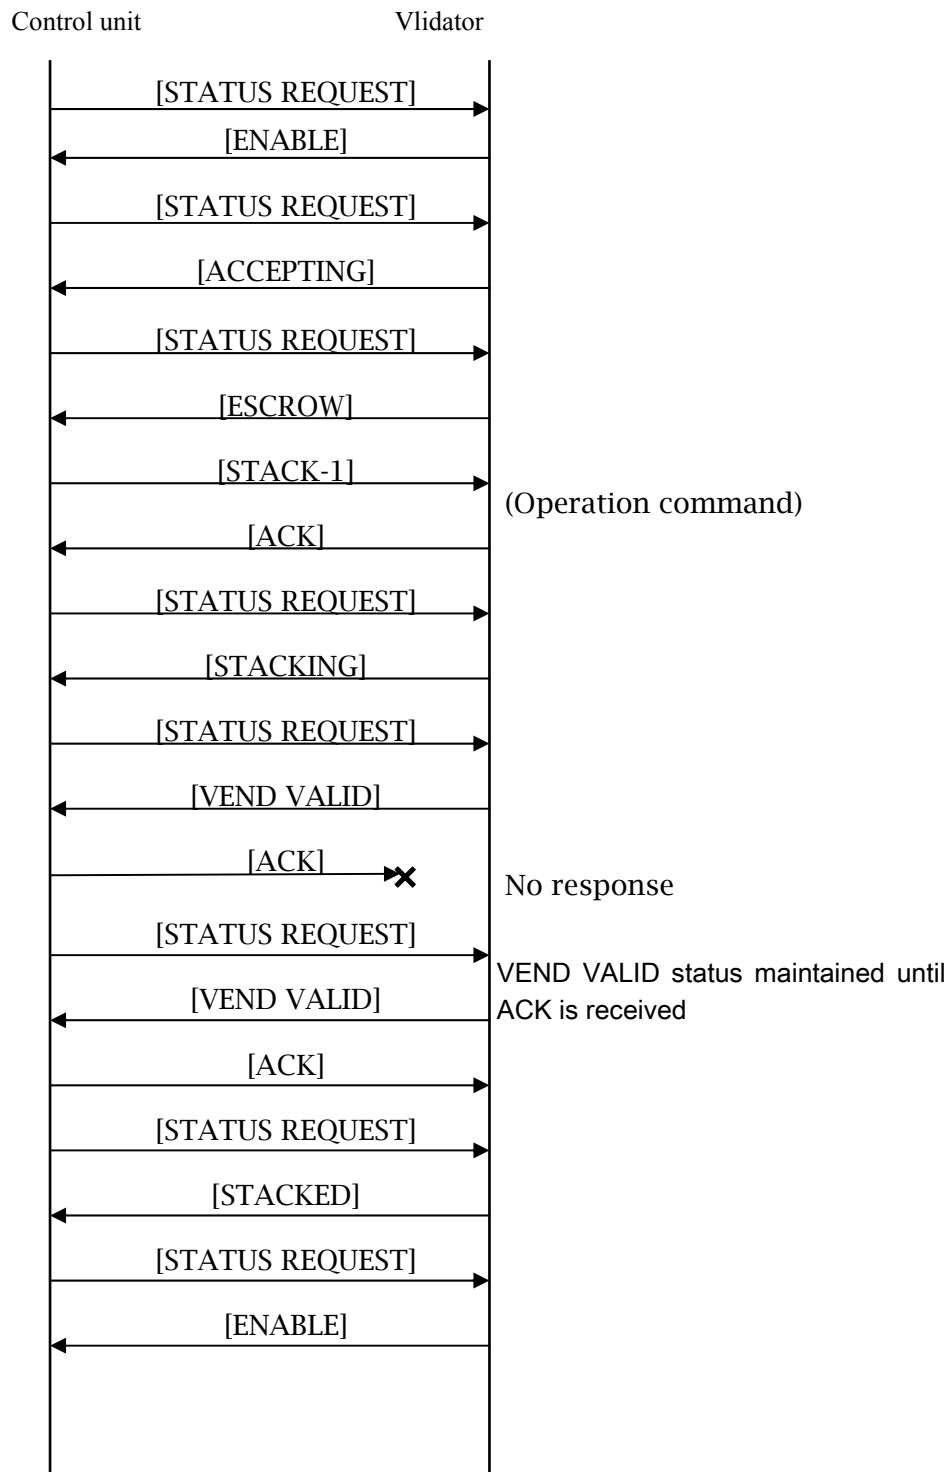 Control unit Vlidator
[STATUS REQUEST]
[ENABLE]
[STATUS REQUEST]
[ACCEPTING]
[STATUS REQUEST]
[ESCROW]
[STACK-1]
(Operation command)
[ACK]
[STATUS REQUEST]
[STACKING]
[STATUS REQUEST]
[VEND VALID]
[ACK]
No response
[STATUS REQUEST]
VEND VALID status maintained until
[VEND VALID]
ACK is received
[ACK]
[STATUS REQUEST]
[STACKED]
[STATUS REQUEST]
[ENABLE]